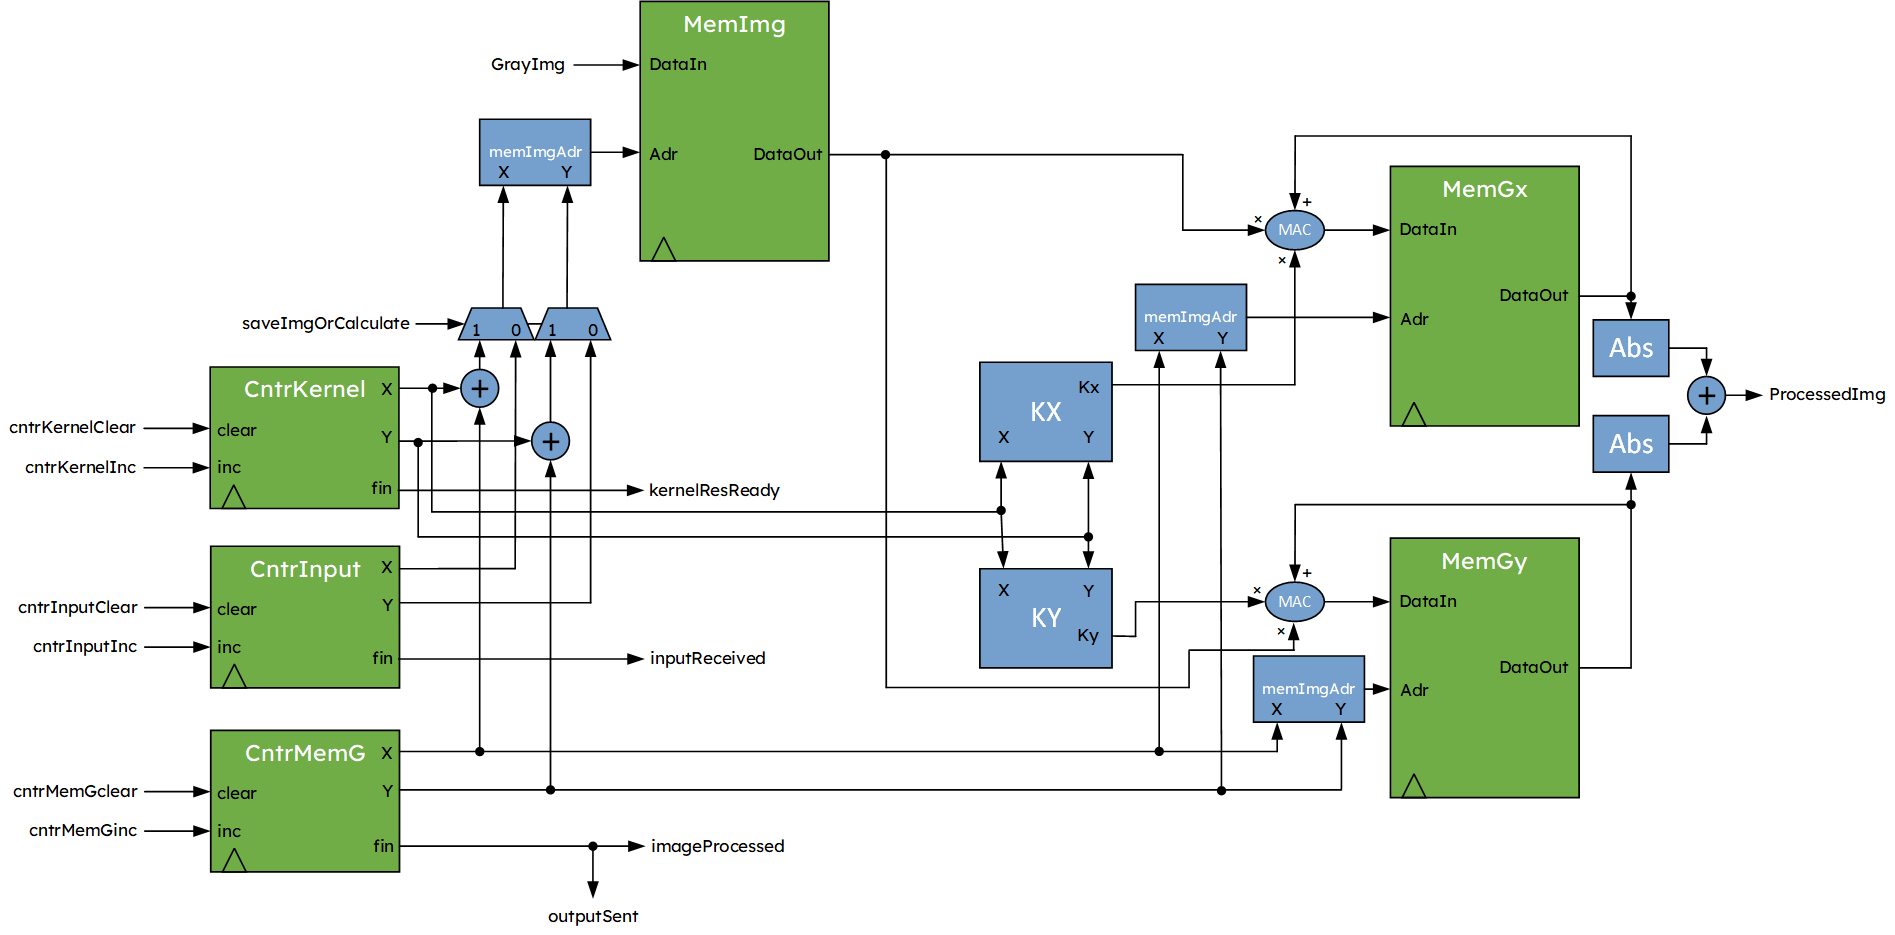 MemImg
GrayImg
DataIn
memImgAdr
X Y
Adr
DataOut
MemGx
+
×
MAC
×
DataIn
DataOut
Adr
memImgAdr
X Y
saveImgOrCalculate
1 0 1 0
Abs
+
ProcessedImg
Abs
CntrKernel
X
+
Y
+
cntrKernelClear
clear
cntrKernelInc
inc
fin
kernelResReady
KX
Kx
X Y
KY
X Y
Ky
CntrInput
X
Y
cntrInputClear
clear
cntrInputInc
inc
fin
inputReceived
MemGy
+
×
MAC
×
DataIn
DataOut
Adr
memImgAdr
X Y
CntrMemG
X
Y
cntrMemGclear
clear
cntrMemGinc
inc
fin
imageProcessed
outputSent